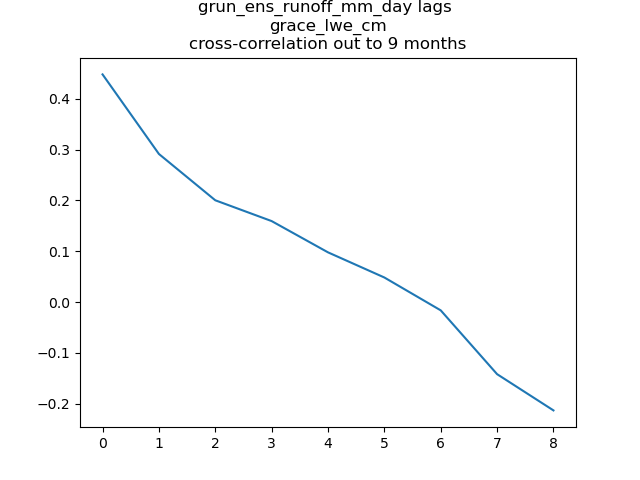 grun_ens_runoff_mm_day lags
grace_lwe_cm
cross-correlation out to 9 months
0.4
0.3
0.2
0.1
0.0
−0.1
−0.2
0 1 2 3 4 5 6 7 8